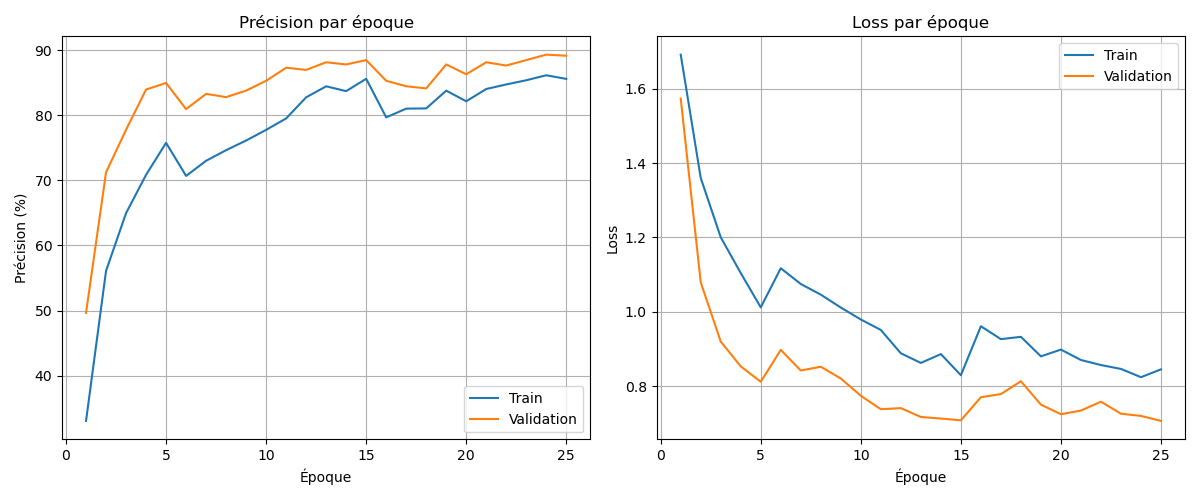 Précision par époque
Précision (%)
90
80
70
60
50
40
0 5 10 15 20 25
Époque
Train
Validation
Loss par époque
Loss
1.6
1.4
1.2
1.0
0.8
0 5 10 15 20 25
Époque
Train
Validation